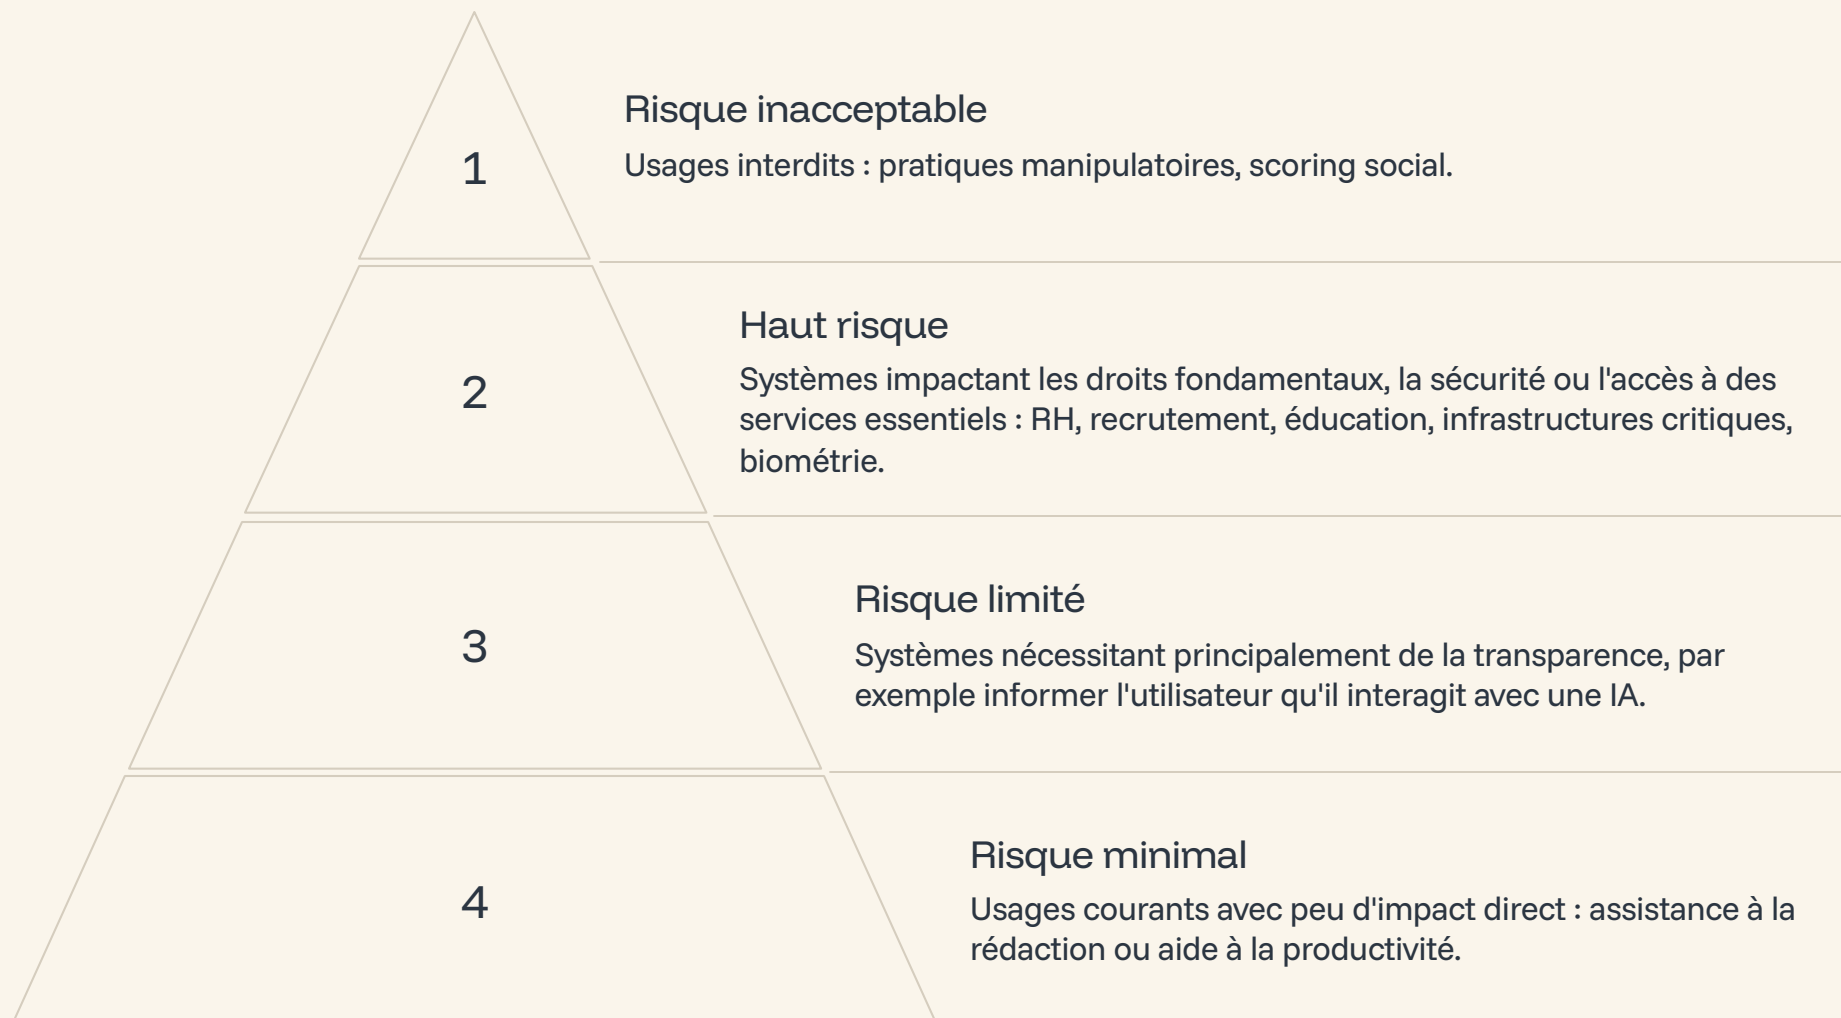 1
Risque inacceptable
Usages interdits : pratiques manipulatoires, scoring social.
2
Haut risque
Systèmes impactant les droits fondamentaux, la sécurité ou l'accès à des
services essentiels : RH, recrutement, éducation, infrastructures critiques,
biométrie.
3
Risque limité
Systèmes nécessitant principalement de la transparence, par
exemple informer l'utilisateur qu'il interagit avec une IA.
4
Risque minimal
Usages courants avec peu d'impact direct : assistance à la
rédaction ou aide à la productivité.